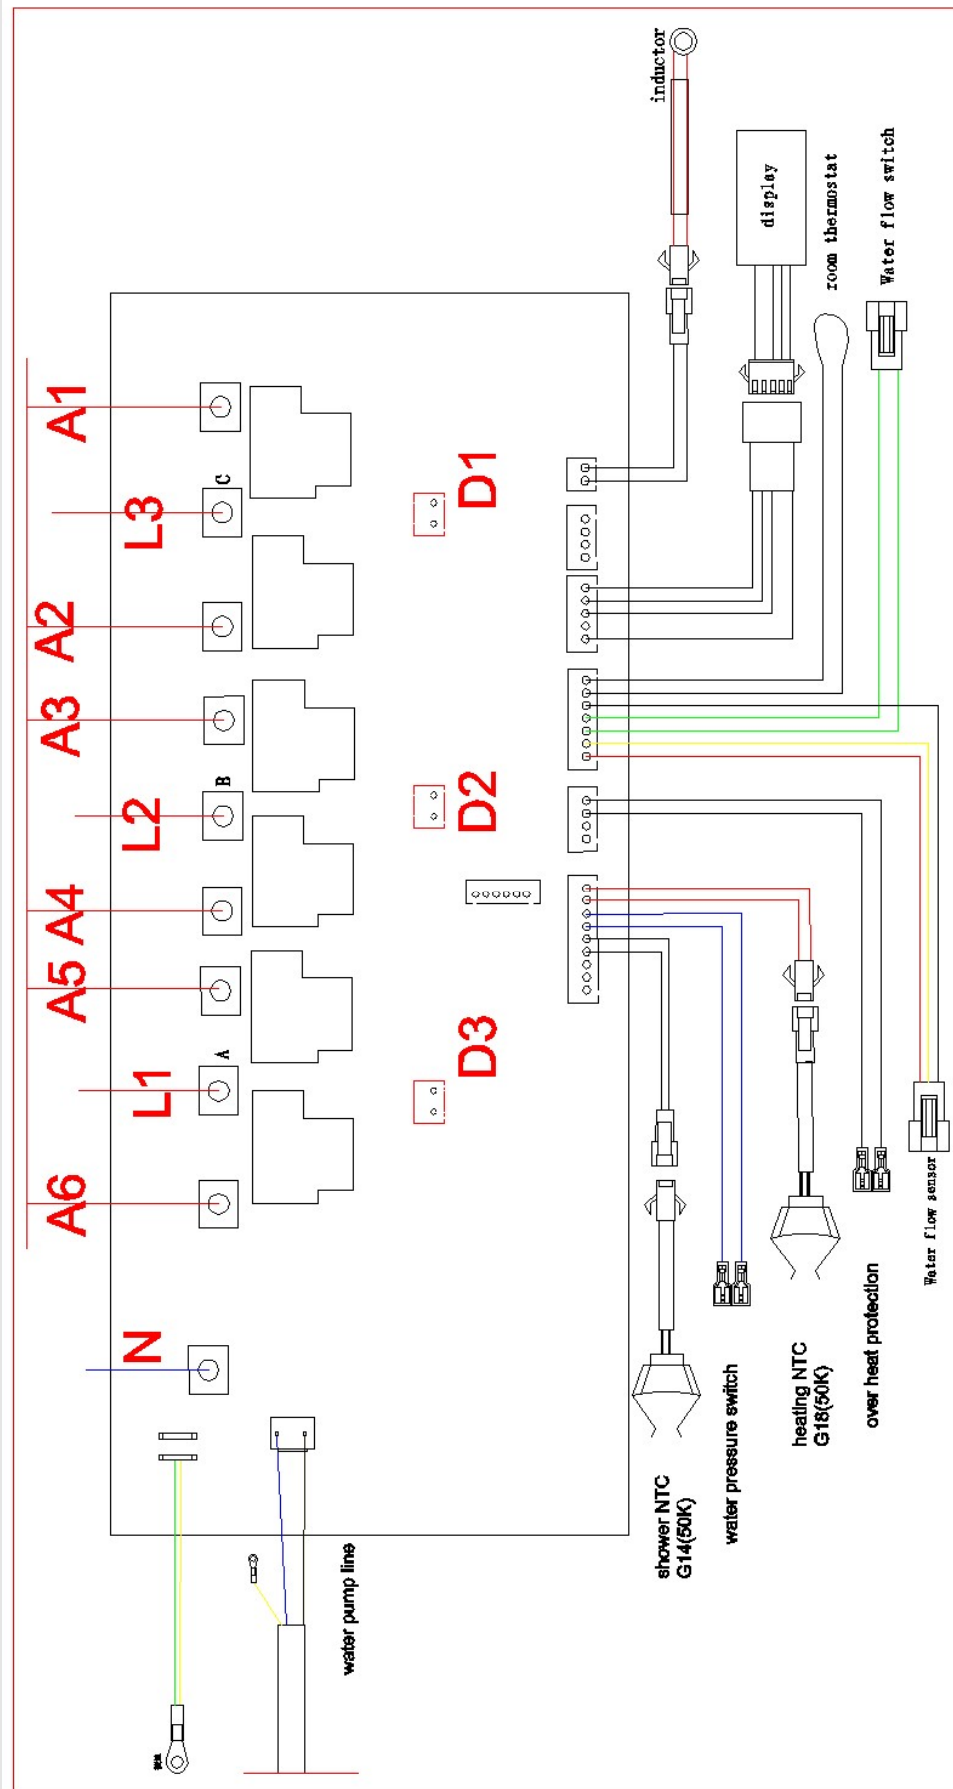 inductor
display
room thermostat
Water flow switch
A1
C
L3
D1
A2
A3
B
L2
D2
A4
A5
A
L1
D3
A6
N
Water flow sensor
over heat protection
heating NTC
G18(50K)
water pressure switch
shower NTC
G14(50K)
water pump line